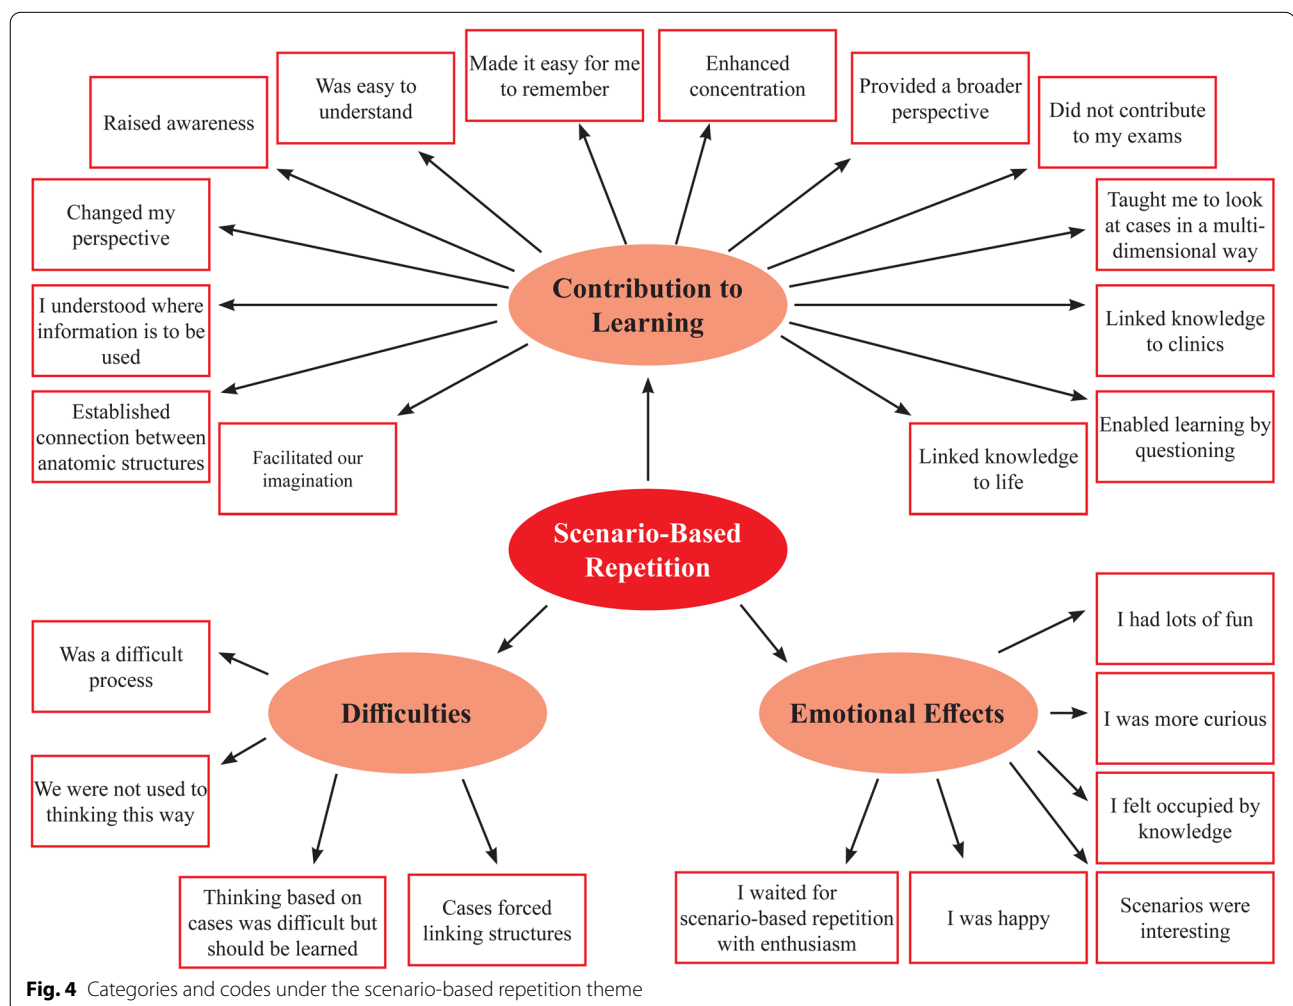 Made it easy for me
to remember
Enhanced
concentration
Was easy to
understand
Provided a broader
perspective
Raised awareness
Did not contribute
to my exams
Changed my
perspective
Taught me to look
at cases in a multi-
dimensional way
Contribution to
Learning
I understood where
information is to be
used
Linked knowledge
to clinics
Established
connection between
anatomic structures
Facilitated our
imagination
Linked knowledge
to life
Enabled learning by
questioning
Scenario-Based
Repetition
Was a difficult
process
I had lots of fun
Difficulties
Emotional Effects
I was more curious
We were not used to
thinking this way
I felt occupied by
knowledge
Thinking based on
cases was difficult but
should be learned
Cases forced
linking structures
I waited for
scenario-based repetition
with enthusiasm
I was happy
Scenarios were
interesting
Fig. 4 Categories and codes under the scenario-based repetition theme